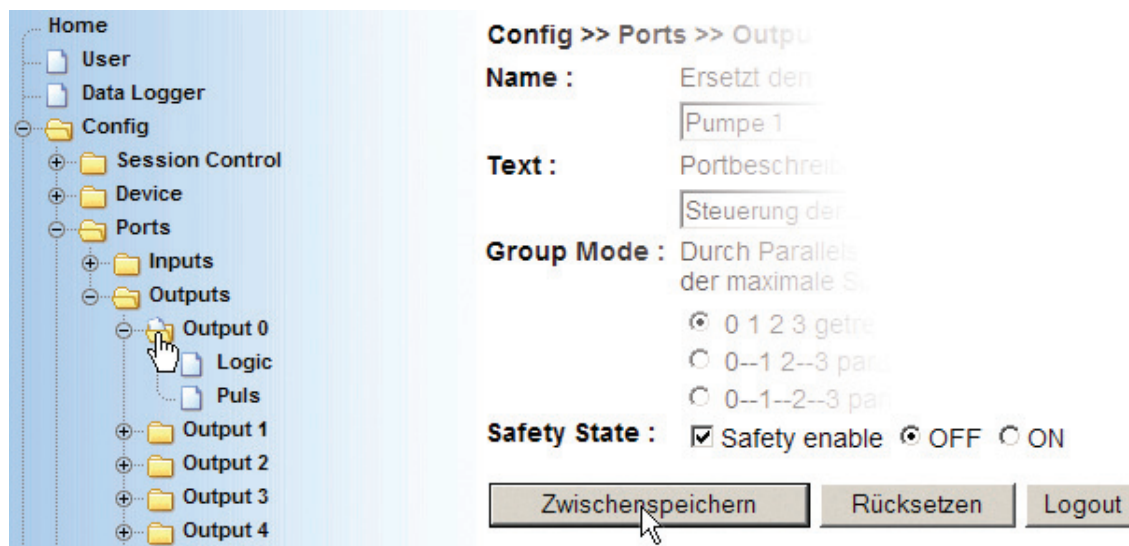 Home
User
Data Logger
Config
Session Control
Device
Ports
Inputs
Outputs
Output 0
Logic
Puls
Output 1
Output 2
Output 3
Output 4
Config >> Ports >> Outpu
Name :
Ersetzt den
Pumpe 1
Text :
Portbeschreib
Steuerung der
Group Mode :
Durch Parallels
der maximale S
0 1 2 3 getre
0--1 2--3 par
0--1--2--3 pa
Safety State :
Safety enable OFF ON
Zwischenspeichern Rücksetzen Logout